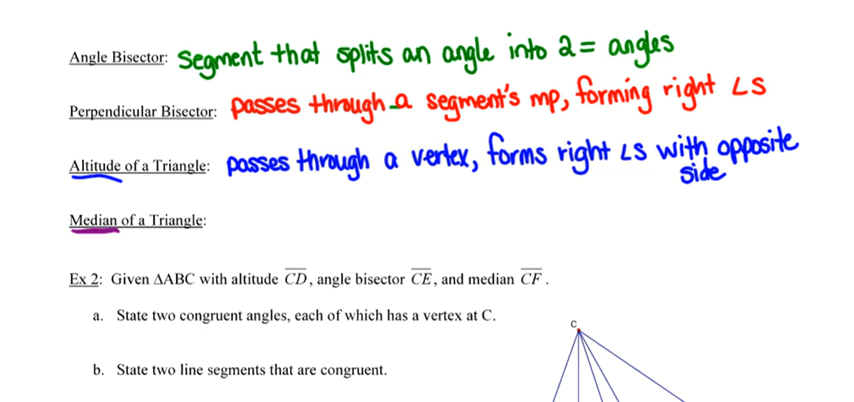 Angle Bisector: Segment that splits an angle into 2 = angles
Perpendicular Bisector: passes through a segment's mp, forming right ∠s
Altitude of a Triangle: passes through a vertex, forms right ∠s with opposite
side
Median of a Triangle:
Ex 2: Given ΔABC with altitude C̅D̅, angle bisector C̅E̅, and median C̅F̅.
a. State two congruent angles, each of which has a vertex at C.
C
b. State two line segments that are congruent.